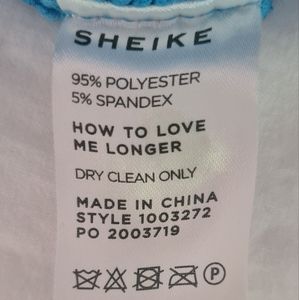 SHEIKE
95% POLYESTER
5% SPANDEX
HOW TO LOVE
ME LONGER
DRY CLEAN ONLY
MADE IN CHINA
STYLE 1003272
PO 2003719
P